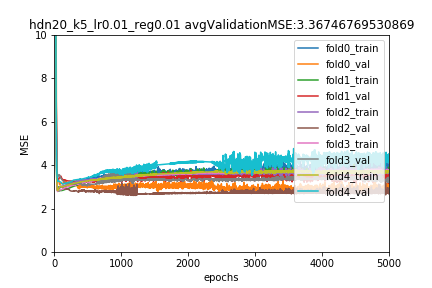 hdn20_k5_lr0.01_reg0.01 avgValidationMSE:3.36746769530869
10
8
6
4
2
0
MSE
0
1000
2000
3000
4000
5000
epochs
fold0_train
fold0_val
fold1_train
fold1_val
fold2_train
fold2_val
fold3_train
fold3_val
fold4_train
fold4_val